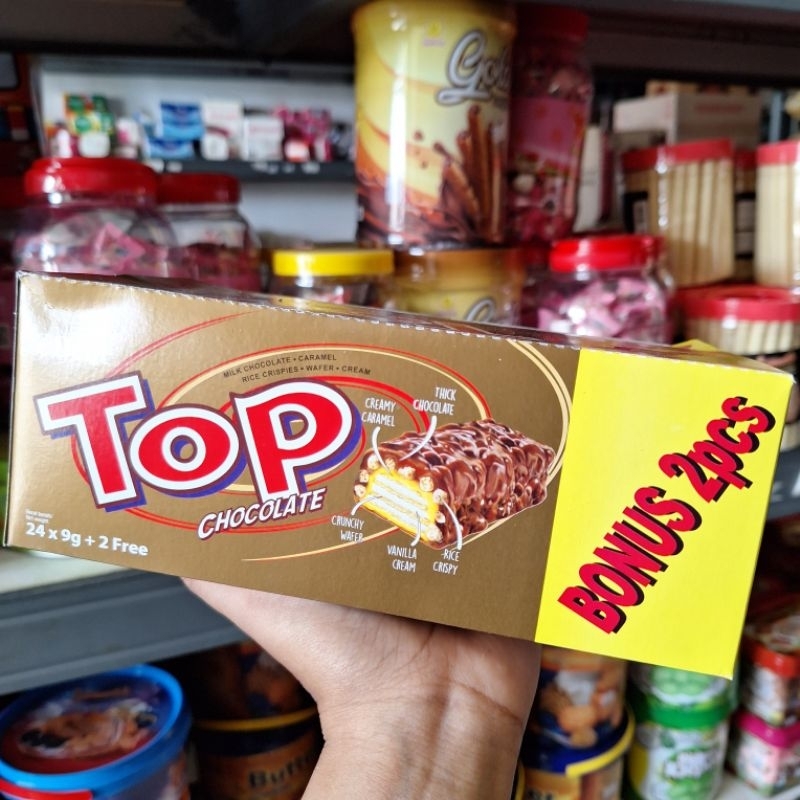 MILK CHOCOLATE • CARAMEL
RICE CRISPIES • WAFER • CREAM
TOP
CHOCOLATE
CREAMY
CARAMEL
THICK
CHOCOLATE
CRUNCHY
WAFER
VANILLA
CREAM
RICE
CRISPY
24 x 9g + 2 Free
BONUS 2pcs